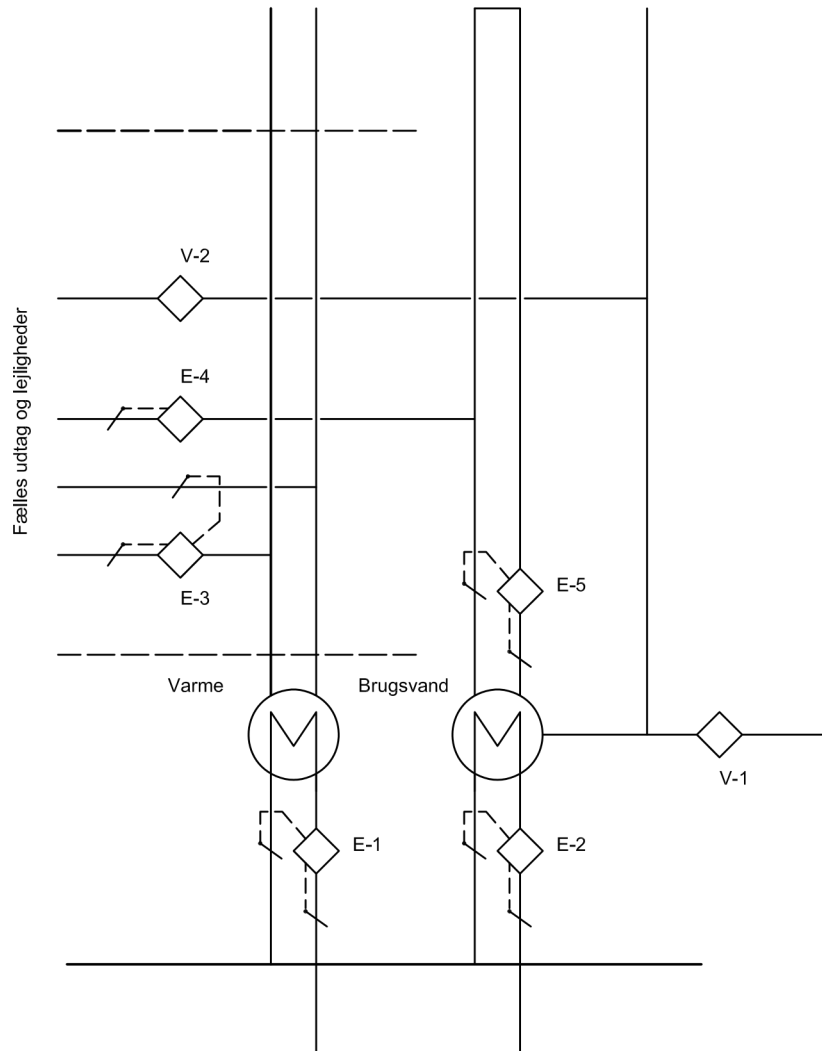 V-2
E-4
Fælles udtag og lejligheder
E-3
E-5
Varme
Brugsvand
V-1
E-1
E-2